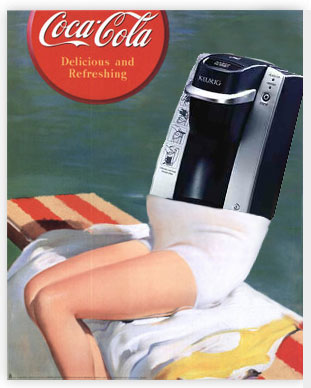 Coca-Cola
Delicious and
Refreshing
KEURIG